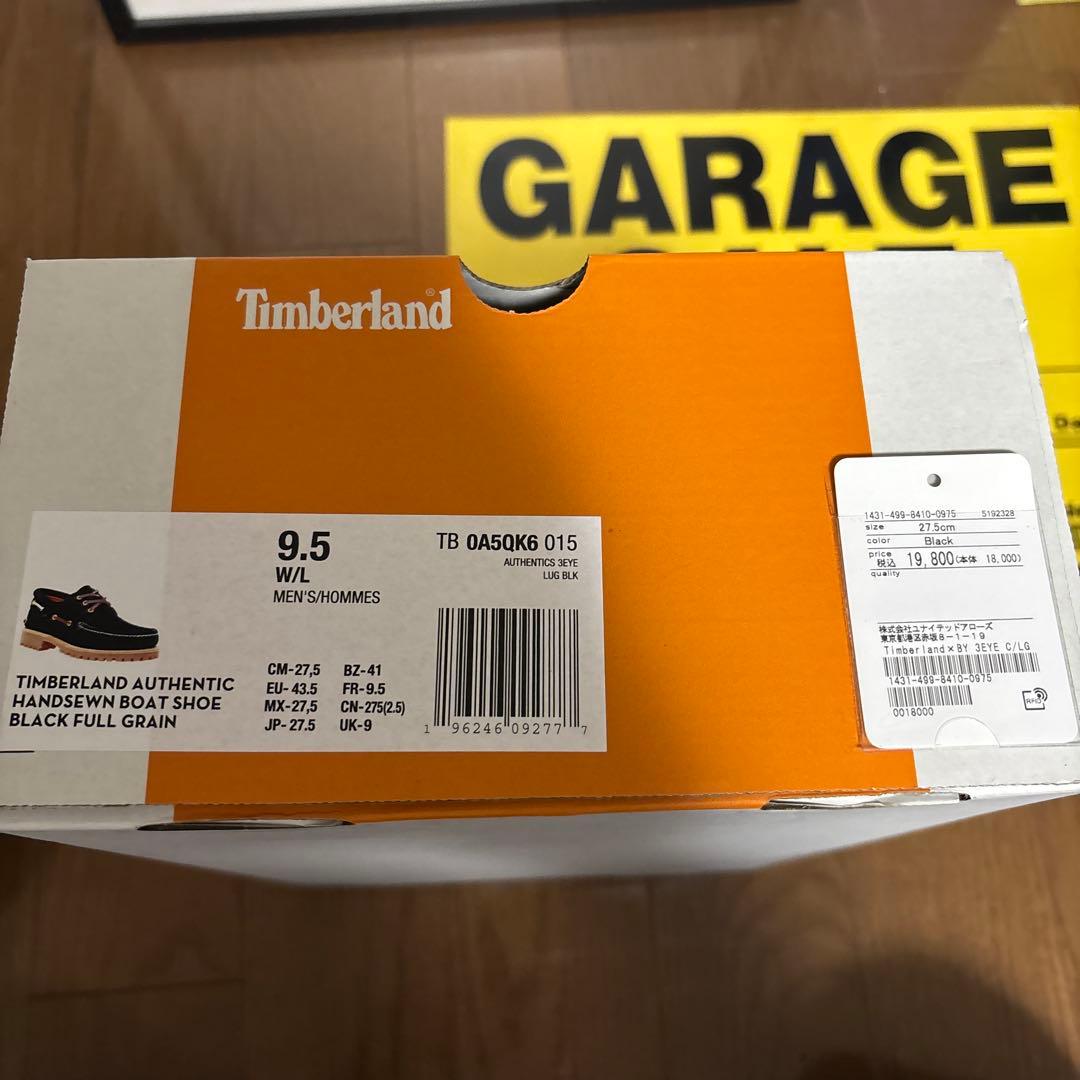 GARAGE
Timberland®
9.5
W/L
MEN'S/HOMMES
TB 0A5QK6 015
AUTHENTICS 3EYE
LUG BLK
TIMBERLAND AUTHENTIC
HANDSEWN BOAT SHOE
BLACK FULL GRAIN
CM-27,5 BZ-41
EU- 43.5 FR-9.5
MX-27,5 CN-275(2.5)
JP- 27.5 UK-9
1 96246 09277 7
1431-499-8410-0975 5192328
size 27.5cm
color Black
price
税込 19,800(本体 18,000)
quality
株式会社ユナイテッドアローズ
東京都港区赤坂8-1-19
Timberland×BY 3EYE C/LG
1431-499-8410-0975
0018000
RFID